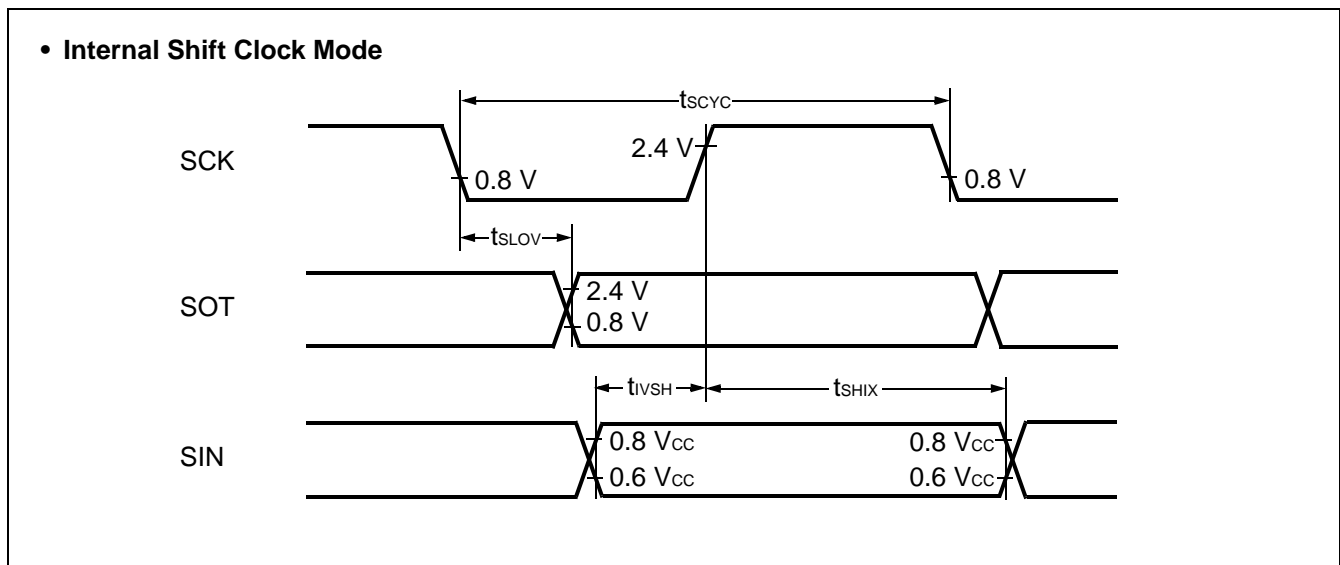 • Internal Shift Clock Mode
tSCYC
SCK
2.4 V
0.8 V
0.8 V
tSLOV
SOT
2.4 V
0.8 V
tIVSH
tSHIX
SIN
0.8 VCC
0.8 VCC
0.6 VCC
0.6 VCC